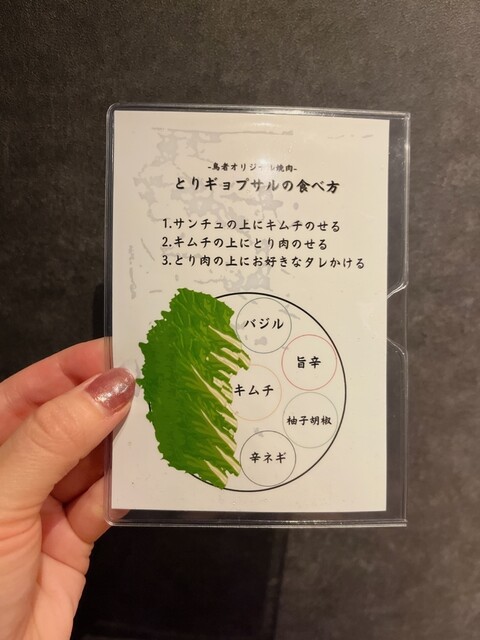 -鳥者オリジナル焼肉-
とりギョプサルの食べ方
1.サンチュの上にキムチのせる
2.キムチの上にとり肉のせる
3.とり肉の上にお好きなタレかける
バジル
旨辛
キムチ
柚子胡椒
辛ネギ